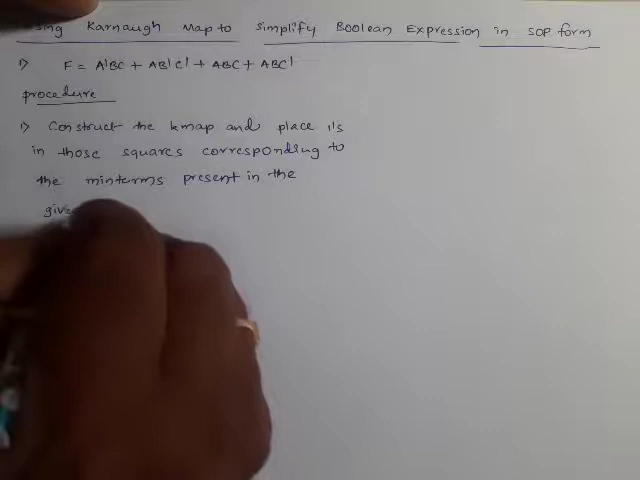 Karnaugh Map to Simplify Boolean Expression in SOP form
1) F = A'BC + AB'C' + ABC + ABC'
procedure
1) Construct the kmap and place 1's
in those squares corresponding to
the minterms present in the